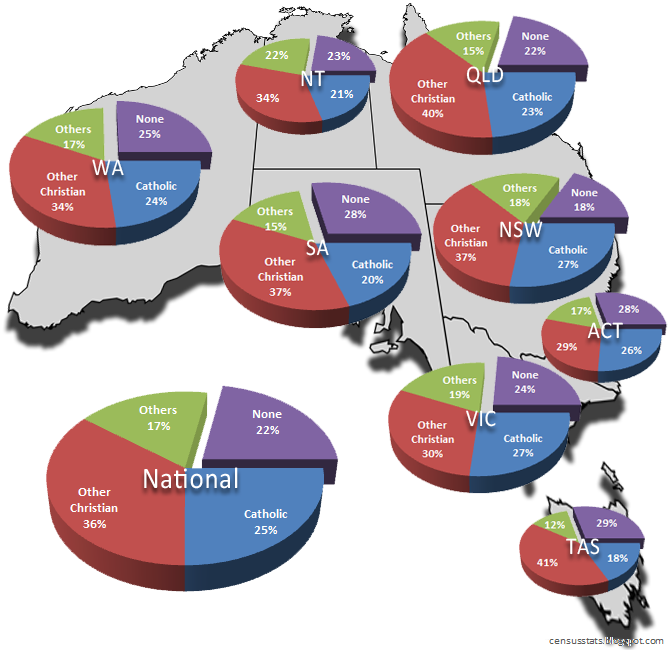 Others
15%
None
22%
QLD
Other
Christian
40%
Catholic
23%
22%
23%
NT
34%
21%
None
25%
Others
17%
WA
Other
Christian
34%
Catholic
24%
None
28%
Others
15%
SA
Other
Christian
37%
Catholic
20%
Others
18%
None
18%
NSW
Other
Christian
37%
Catholic
27%
17%
28%
ACT
29%
26%
None
24%
Others
19%
VIC
Other
Christian
30%
Catholic
27%
Others
17%
None
22%
National
Other
Christian
36%
Catholic
25%
12%
29%
TAS
41%
18%
censusstats.blogspot.com